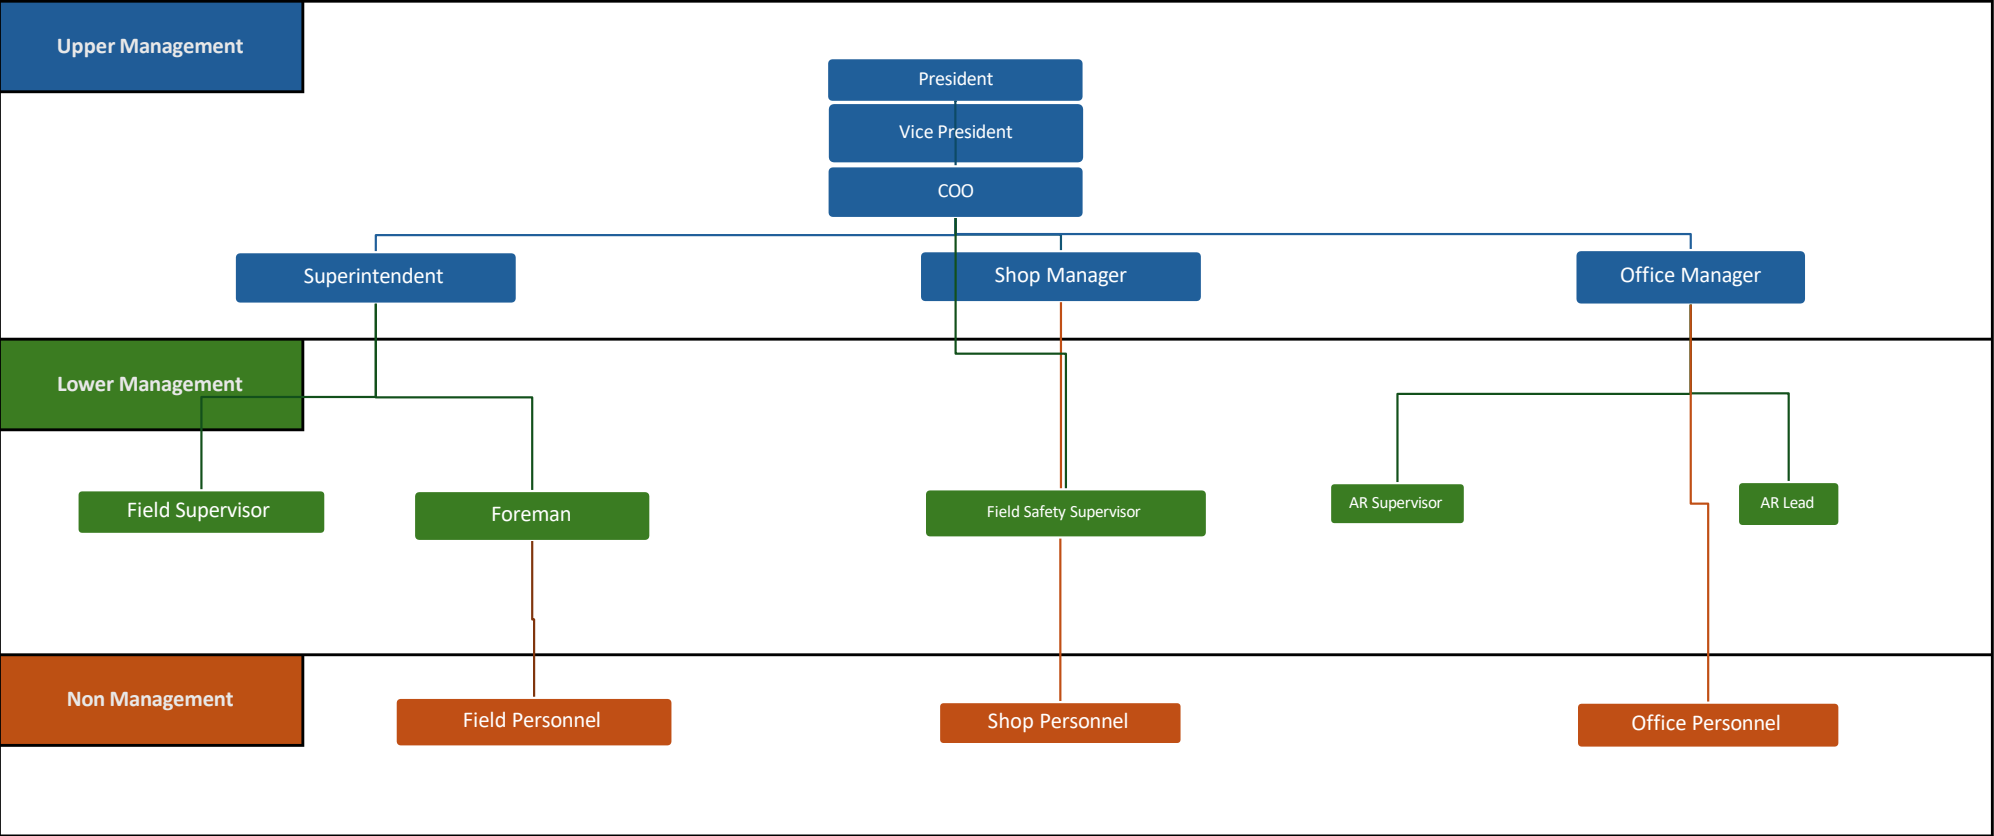 Upper Management
President
Vice President
COO
Superintendent
Shop Manager
Office Manager
Lower Management
Field Supervisor
Foreman
Field Safety Supervisor
AR Supervisor
AR Lead
Non Management
Field Personnel
Shop Personnel
Office Personnel